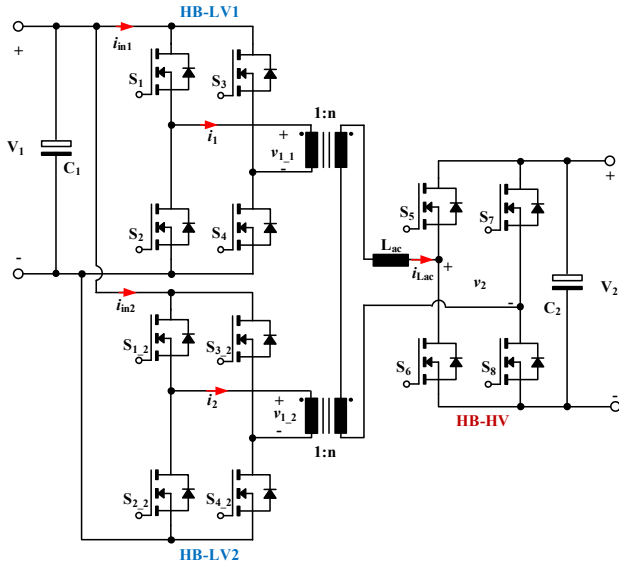 HB-LV1
+
i_in1
S_1
S_3
1:n
V_1
C_1
i_1
+
v_1_1
-
S_2
S_4
-
S_5
S_7
+
L_ac
i_Lac
+
v_2
-
C_2
V_2
i_in2
S_1_2
S_3_2
S_6
S_8
i_2
+
v_1_2
-
-
HB-HV
1:n
S_2_2
S_4_2
HB-LV2